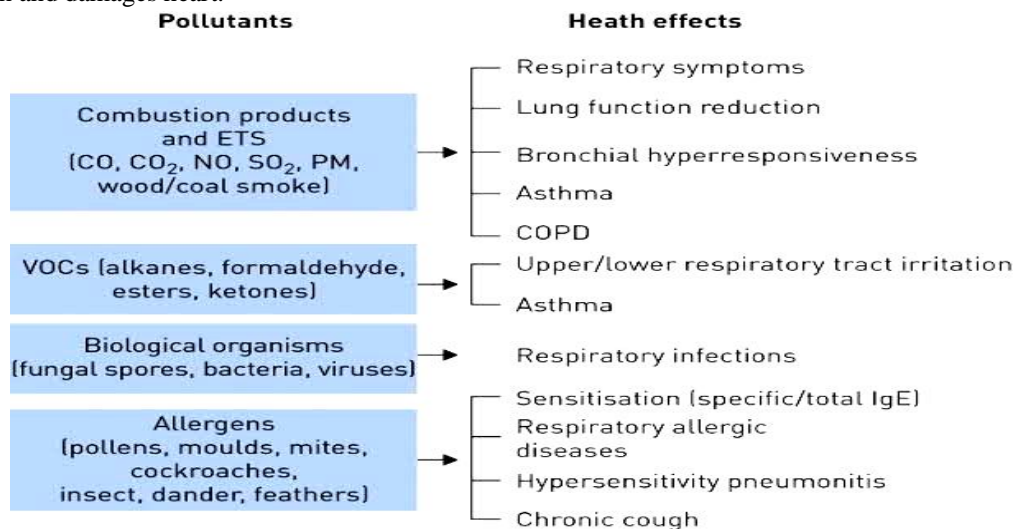 and damages heart.
Pollutants
Heath effects
Combustion products
and ETS
(CO, CO₂, NO, SO₂, PM,
wood/coal smoke)
Respiratory symptoms
Lung function reduction
Bronchial hyperresponsiveness
Asthma
COPD
VOCs (alkanes, formaldehyde,
esters, ketones)
Upper/lower respiratory tract irritation
Asthma
Biological organisms
(fungal spores, bacteria, viruses)
Respiratory infections
Allergens
(pollens, moulds, mites,
cockroaches,
insect, dander, feathers)
Sensitisation (specific/total IgE)
Respiratory allergic
diseases
Hypersensitivity pneumonitis
Chronic cough